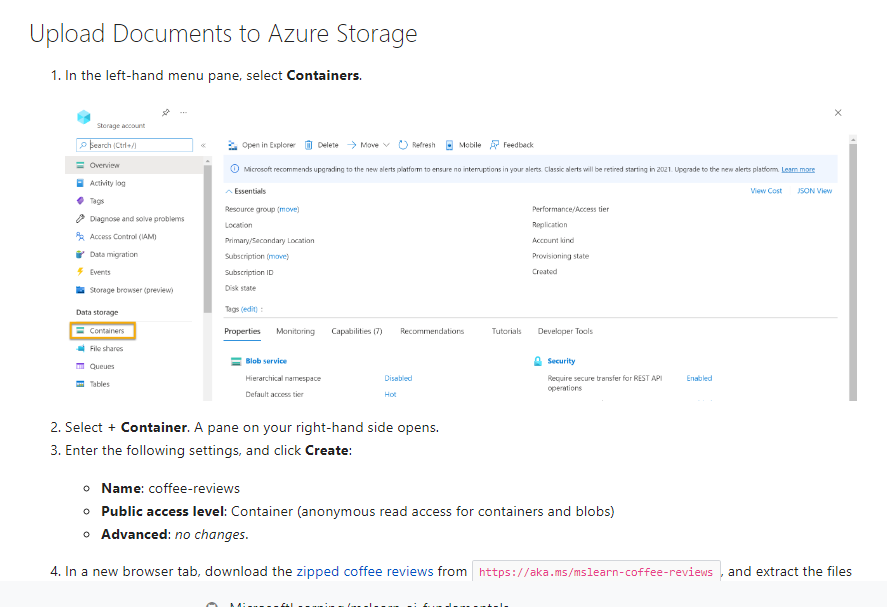 Upload Documents to Azure Storage
1. In the left-hand menu pane, select Containers.
Storage account
Search (Ctrl+/)
«
Overview
Activity log
Tags
Diagnose and solve problems
Access Control (IAM)
Data migration
Events
Storage browser (preview)
Data storage
Containers
File shares
Queues
Tables
Open in Explorer Delete Move Refresh Mobile Feedback
Microsoft recommends upgrading to the new alerts platform to ensure no interruptions in your alerts. Classic alerts will be retired starting in 2021. Upgrade to the new alerts platform. Learn more
Essentials View Cost JSON View
Resource group (move) Performance/Access tier
Location Replication
Primary/Secondary Location Account kind
Subscription (move) Provisioning state
Subscription ID Created
Disk state
Tags (edit) :
Properties Monitoring Capabilities (7) Recommendations Tutorials Developer Tools
Blob service Security
Hierarchical namespace Disabled Require secure transfer for REST API Enabled
operations
Default access tier Hot
2. Select + Container. A pane on your right-hand side opens.
3. Enter the following settings, and click Create:
Name: coffee-reviews
Public access level: Container (anonymous read access for containers and blobs)
Advanced: no changes.
4. In a new browser tab, download the zipped coffee reviews from https://aka.ms/mslearn-coffee-reviews, and extract the files
MicrosoftLearning/mslearn-ai-fundamentals